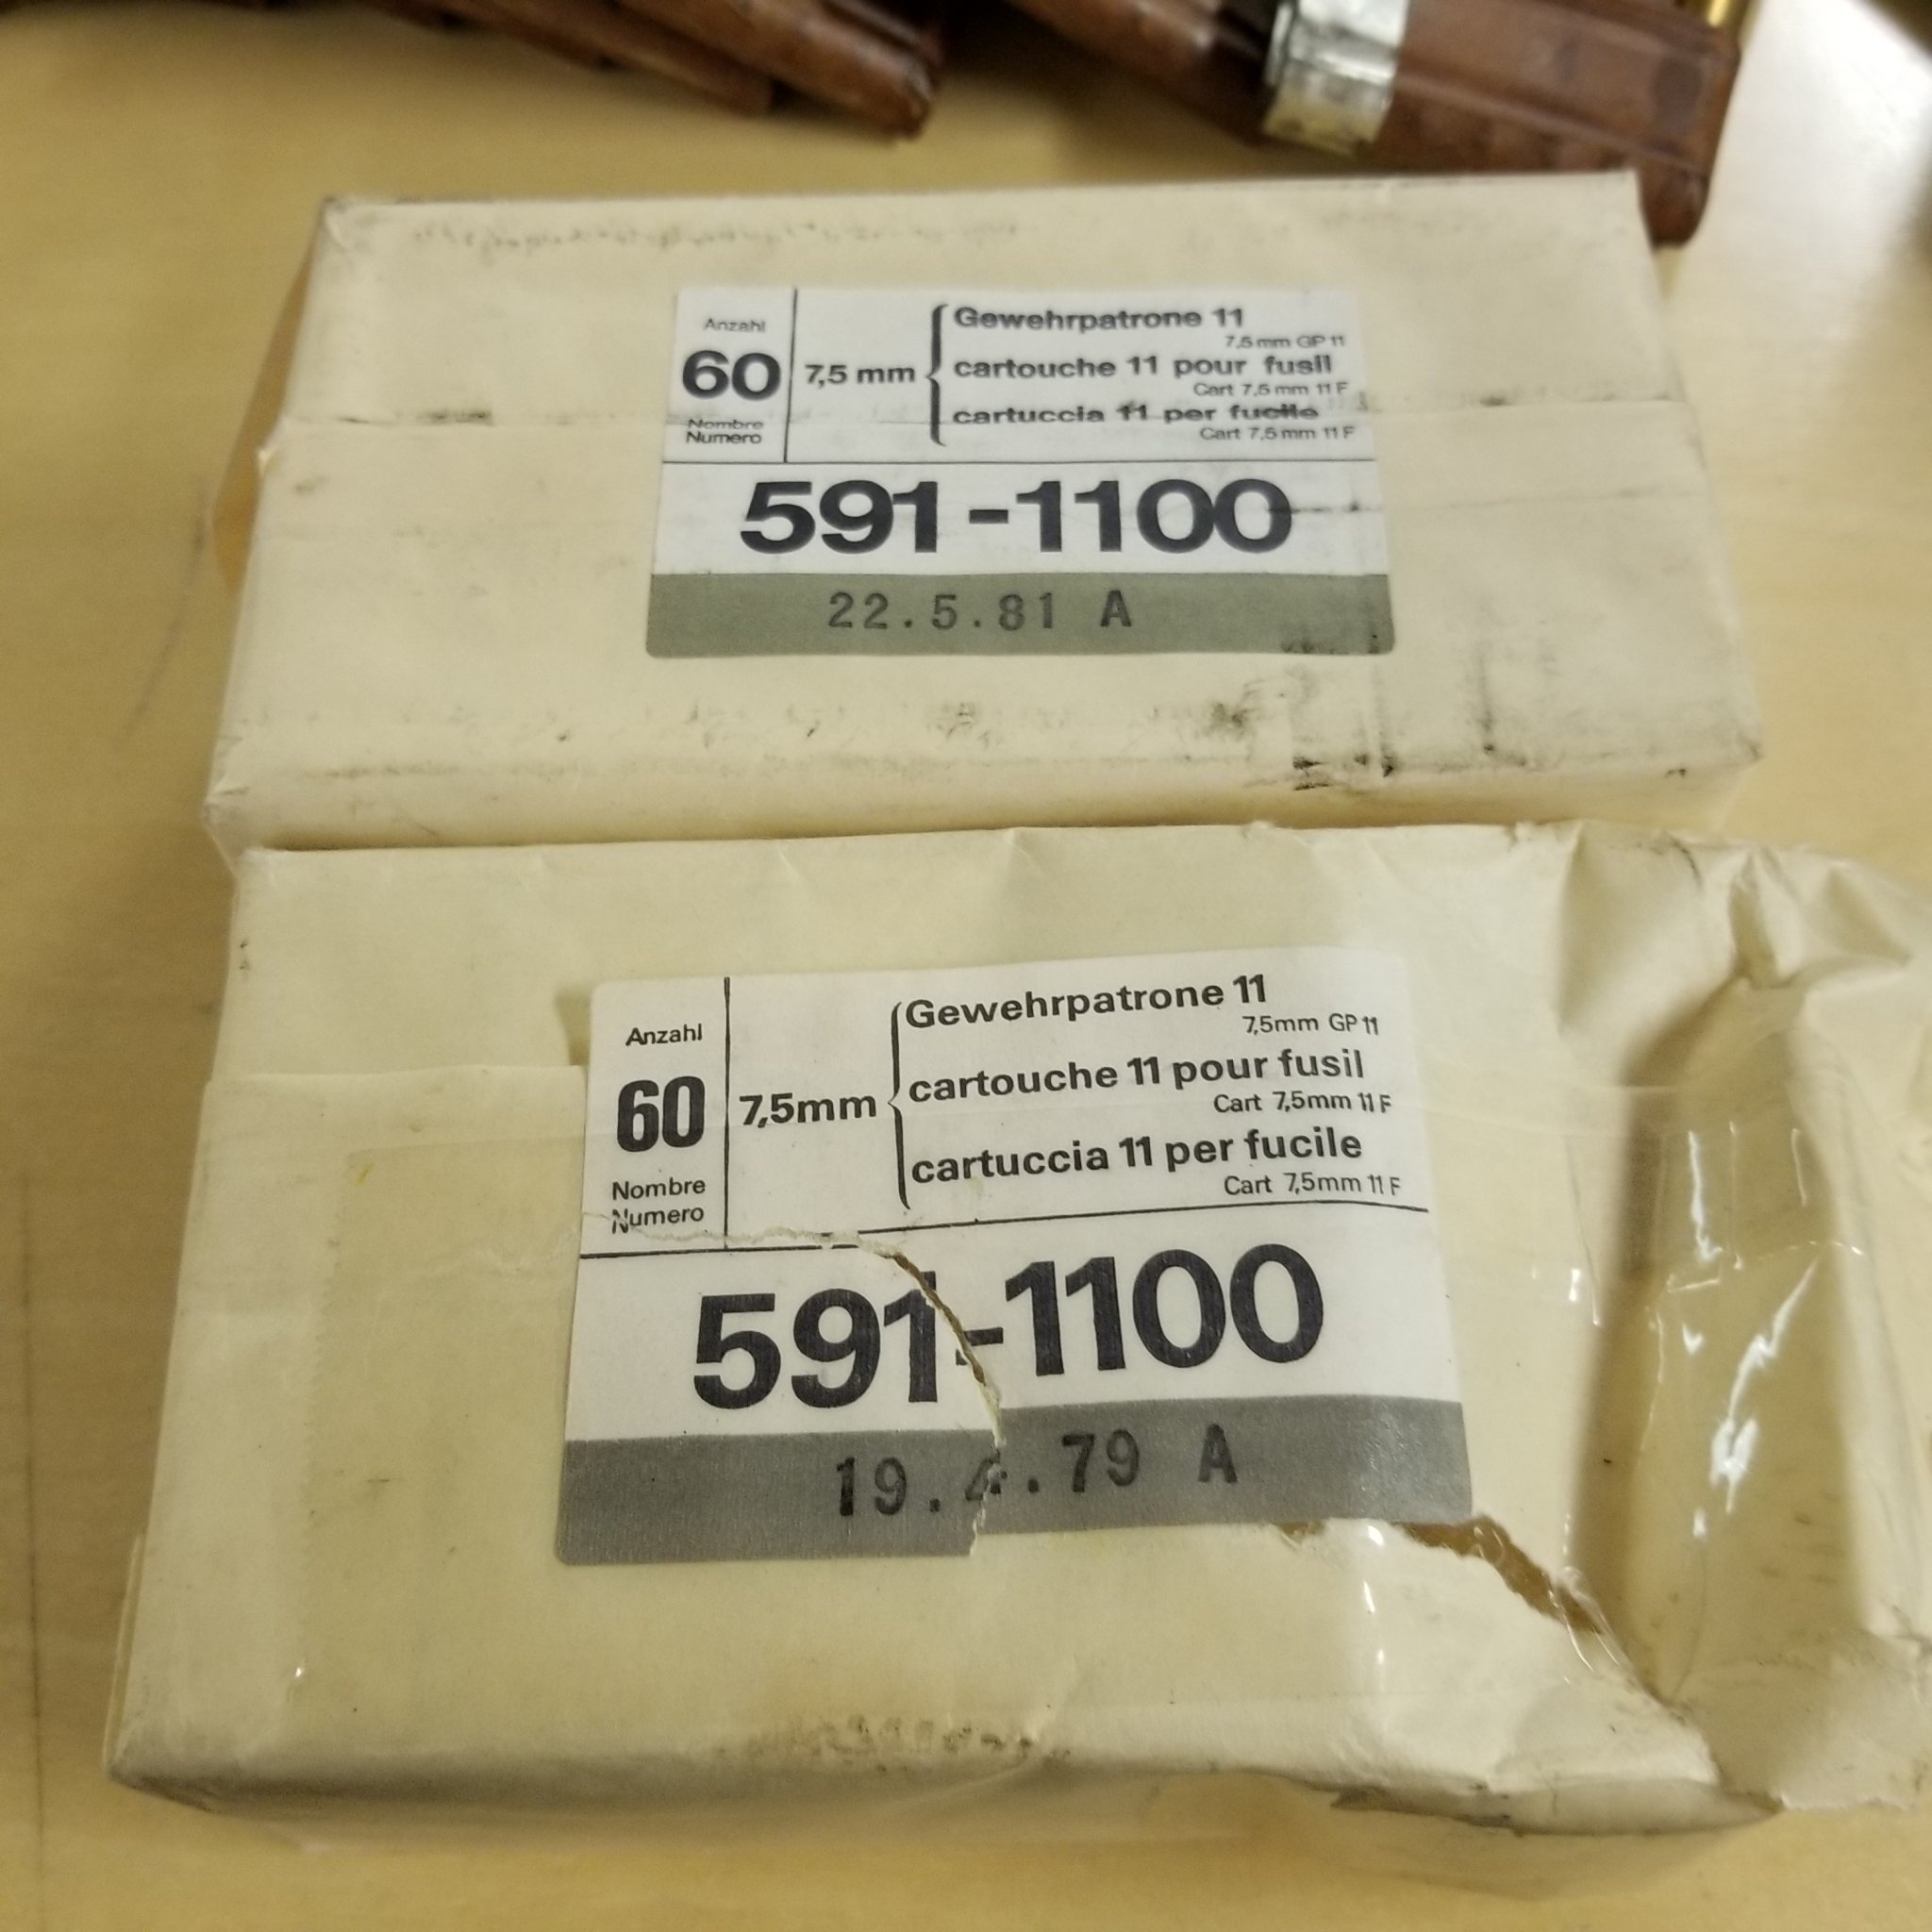 Anzahl
60
Nombre
Numero
7,5 mm
Gewehrpatrone 11
7,5 mm GP 11
cartouche 11 pour fusil
Cart 7,5 mm 11 F
cartuccia 11 per fucile
Cart 7,5 mm 11 F
591-1100
22.5.81 A
Anzahl
60
Nombre
Numero
7,5mm
Gewehrpatrone 11
7,5mm GP 11
cartouche 11 pour fusil
Cart 7,5mm 11 F
cartuccia 11 per fucile
Cart 7,5mm 11 F
591-1100
19.4.79 A